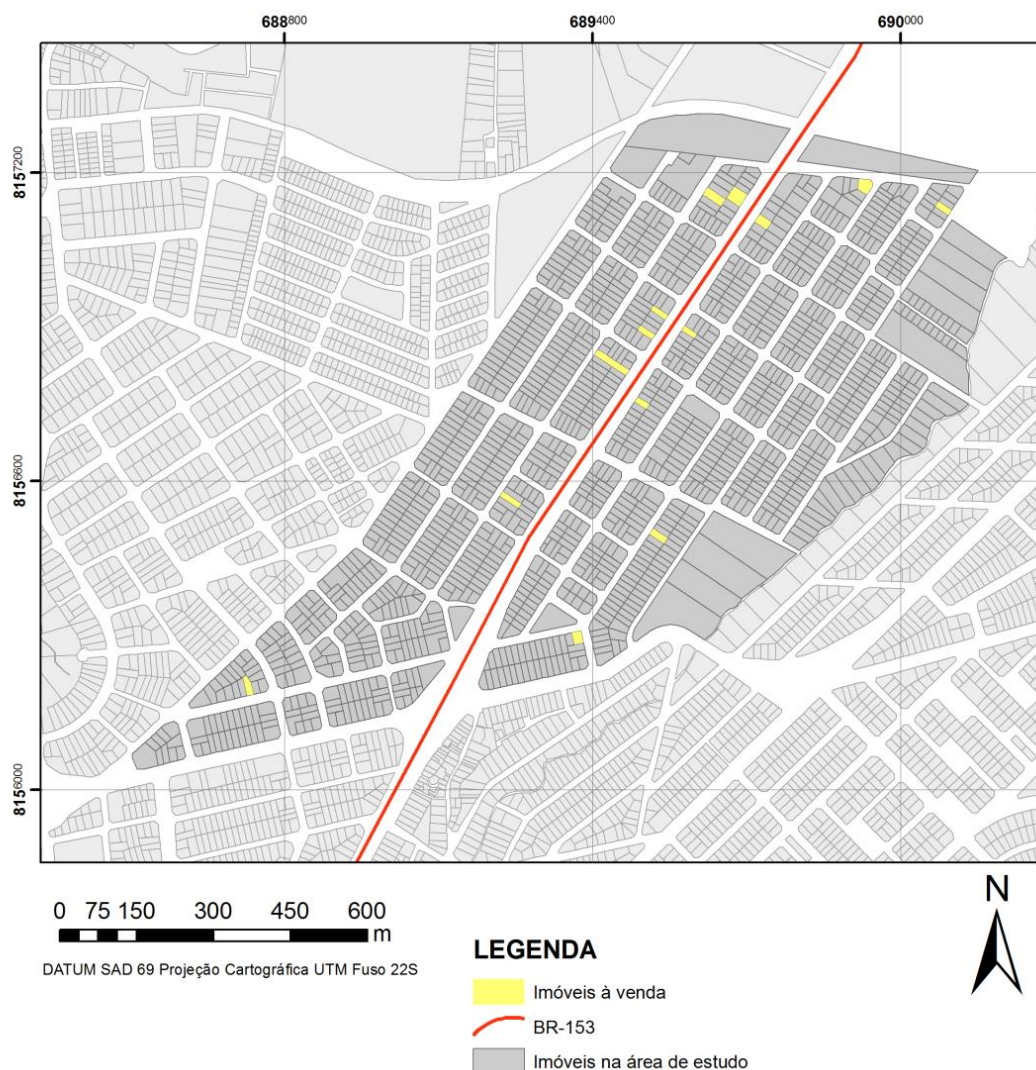 688800 689400 690000
8157200
8156600
8156000
N
0 75 150 300 450 600
m
DATUM SAD 69 Projeção Cartográfica UTM Fuso 22S
LEGENDA
Imóveis à venda
BR-153
Imóveis na área de estudo